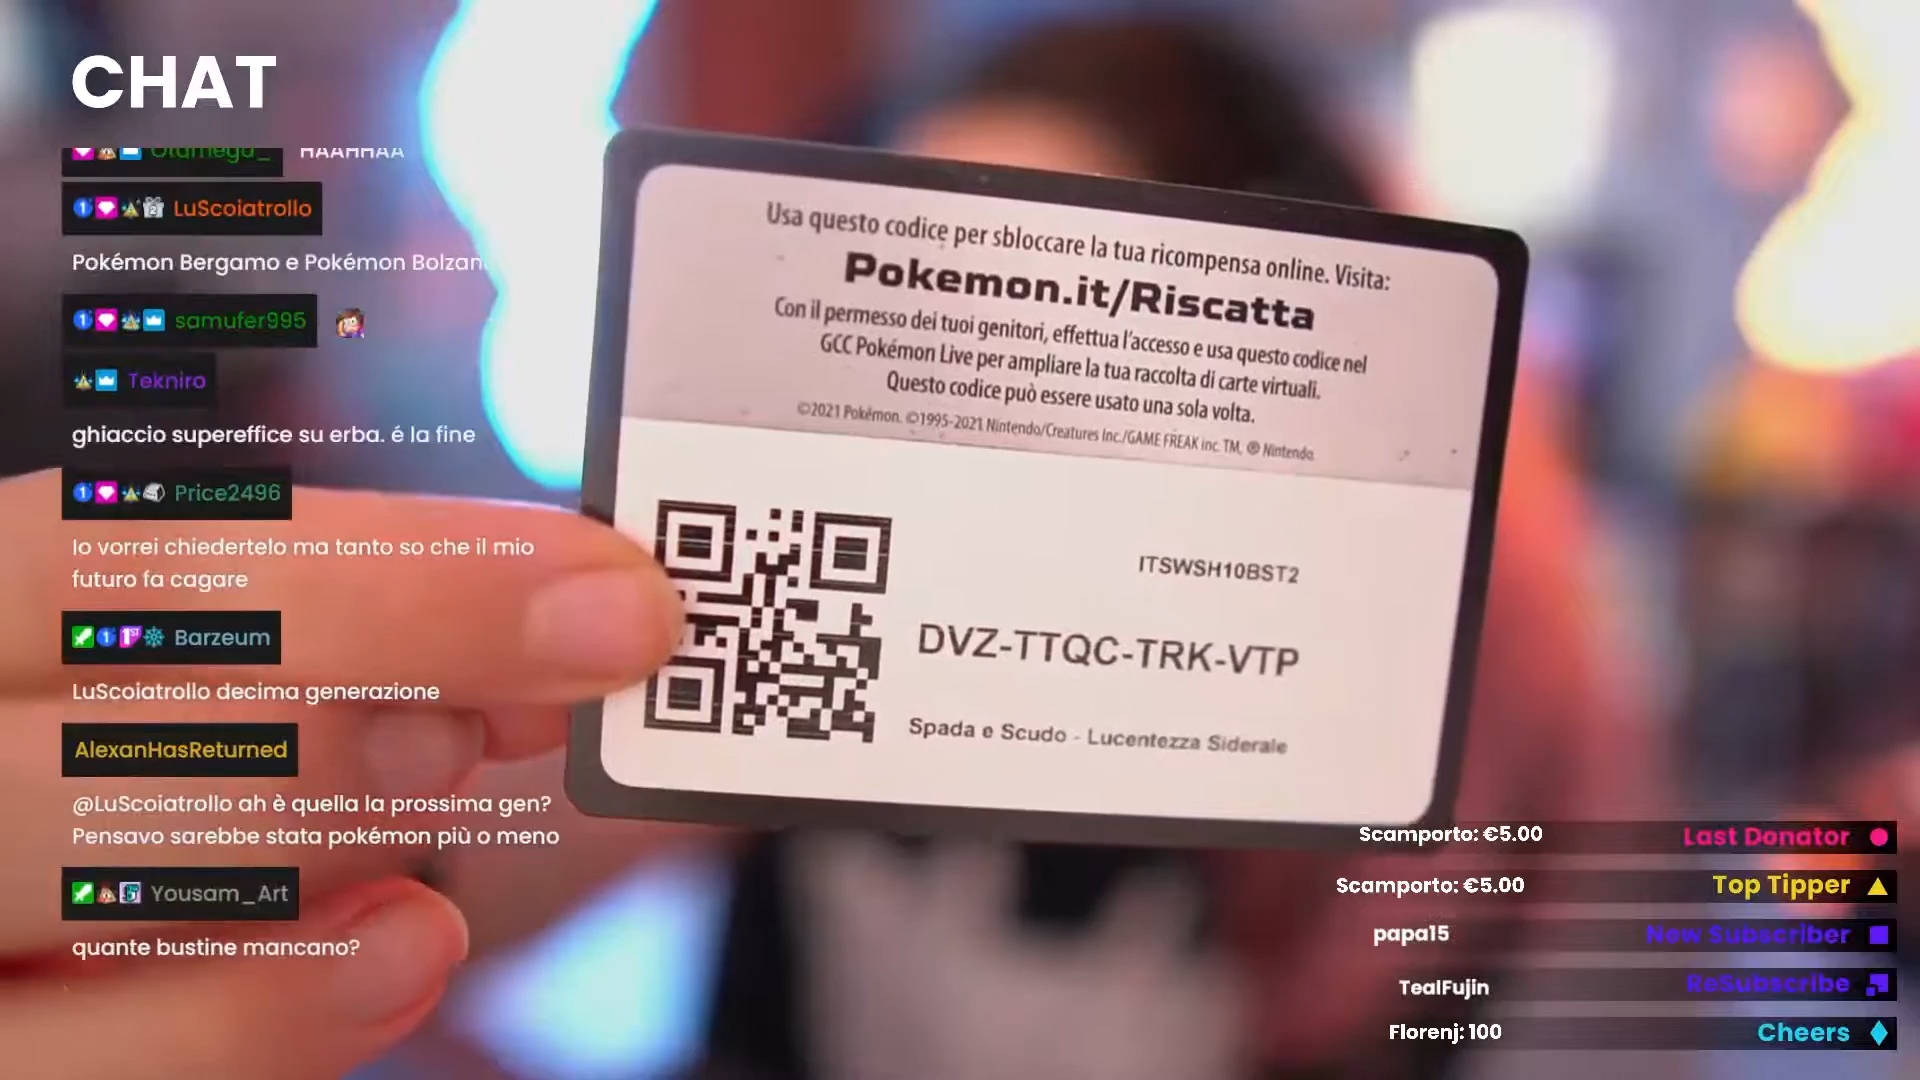 CHAT
Otamega_ HAAHHAA
LuScoiatrollo
Pokémon Bergamo e Pokémon Bolzano
samufer995
Tekniro
ghiaccio supereffice su erba. é la fine
Price2496
Io vorrei chiedertelo ma tanto so che il mio
futuro fa cagare
Barzeum
LuScoiatrollo decima generazione
AlexanHasReturned
@LuScoiatrollo ah è quella la prossima gen?
Pensavo sarebbe stata pokémon più o meno
Yousam_Art
quante bustine mancano?
Usa questo codice per sbloccare la tua ricompensa online. Visita:
Pokemon.it/Riscatta
Con il permesso dei tuoi genitori, effettua l'accesso e usa questo codice nel
GCC Pokémon Live per ampliare la tua raccolta di carte virtuali.
Questo codice può essere usato una sola volta.
©2021 Pokémon. ©1995-2021 Nintendo/Creatures Inc./GAME FREAK inc. TM, ® Nintendo.
ITSWSH10BST2
DVZ-TTQC-TRK-VTP
Spada e Scudo - Lucentezza Siderale
Scamporto: €5.00 Last Donator
Scamporto: €5.00 Top Tipper
papa15 New Subscriber
TealFujin ReSubscribe
Florenj: 100 Cheers